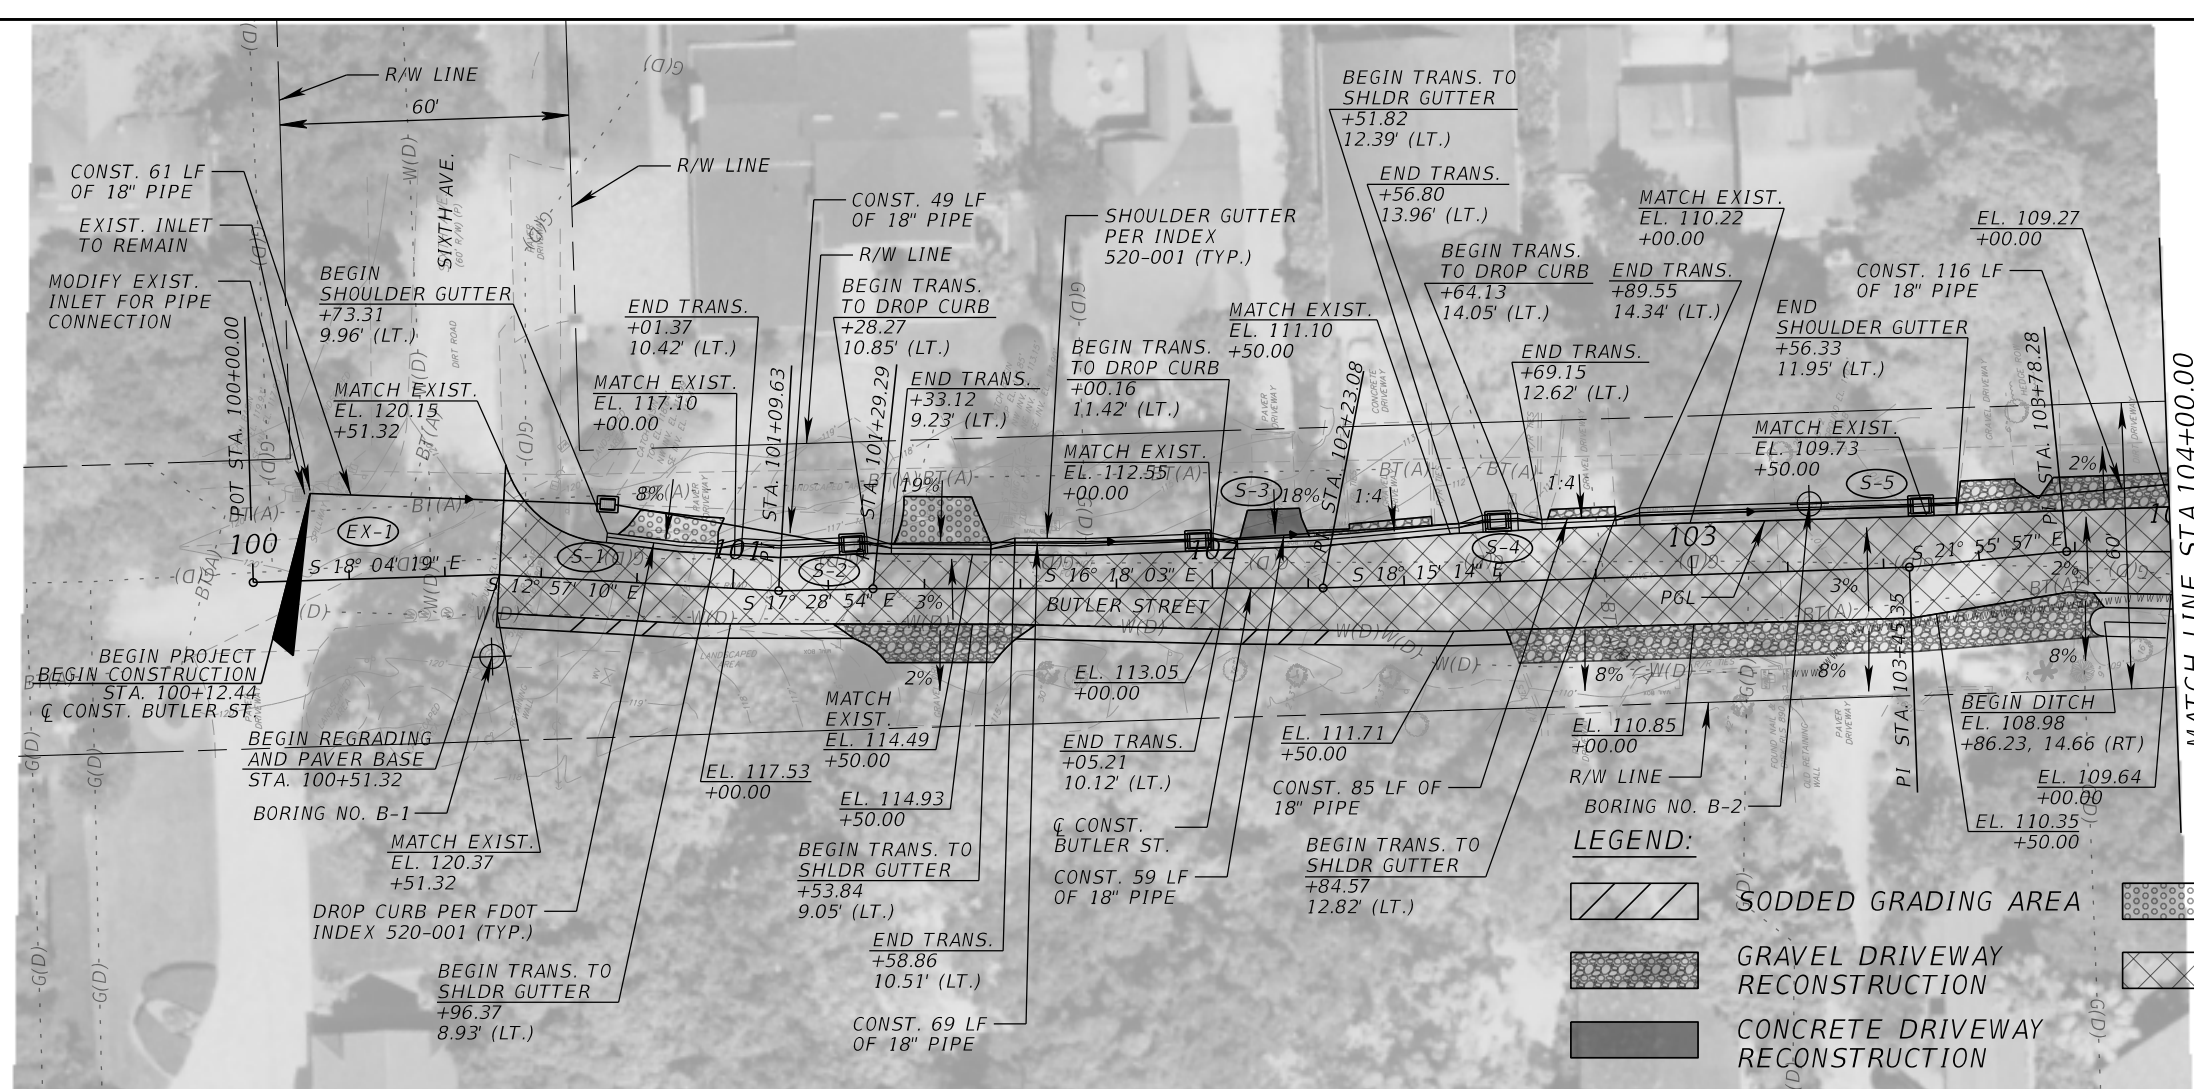 R/W LINE
60'
R/W LINE
SIXTH AVE.
(60' R/W) (P)
DIRT ROAD
CONST. 61 LF
OF 18" PIPE
EXIST. INLET
TO REMAIN
MODIFY EXIST.
INLET FOR PIPE
CONNECTION
POT STA. 100+00.00
BEGIN
SHOULDER GUTTER
+73.31
9.96' (LT.)
MATCH EXIST.
EL. 120.15
+51.32
END TRANS.
+01.37
10.42' (LT.)
MATCH EXIST.
EL. 117.10
+00.00
STA. 101+09.63
CONST. 49 LF
OF 18" PIPE
R/W LINE
BEGIN TRANS.
TO DROP CURB
+28.27
10.85' (LT.)
STA. 101+29.29
END TRANS.
+33.12
9.23' (LT.)
SHOULDER GUTTER
PER INDEX
520-001 (TYP.)
BEGIN TRANS.
TO DROP CURB
+00.16
11.42' (LT.)
MATCH EXIST.
EL. 112.55
+00.00
MATCH EXIST.
EL. 111.10
+50.00
STA. 102+23.08
BEGIN TRANS. TO
SHLDR GUTTER
+51.82
12.39' (LT.)
END TRANS.
+56.80
13.96' (LT.)
BEGIN TRANS.
TO DROP CURB
+64.13
14.05' (LT.)
END TRANS.
+69.15
12.62' (LT.)
MATCH EXIST.
EL. 110.22
+00.00
END TRANS.
+89.55
14.34' (LT.)
END
SHOULDER GUTTER
+56.33
11.95' (LT.)
MATCH EXIST.
EL. 109.73
+50.00
CONST. 116 LF
OF 18" PIPE
EL. 109.27
+00.00
PI STA. 103+78.28
MATCH LINE STA 104+00.00
EX-1
S-1
S-2
S-3
S-4
S-5
8%
19%
18%
1:4
1:4
2%
100
101
102
103
S 18° 04' 19" E
S 12° 57' 10" E
S 17° 28' 54" E
S 16° 18' 03" E
S 18° 15' 14" E
S 21° 55' 57" E
3%
BUTLER STREET
PGL
3%
2%
60'
2%
8%
8%
8%
PI STA. 103+45.35
BEGIN PROJECT
BEGIN CONSTRUCTION
STA. 100+12.44
℄ CONST. BUTLER ST.
BEGIN REGRADING
AND PAVER BASE
STA. 100+51.32
BORING NO. B-1
MATCH EXIST.
EL. 120.37
+51.32
DROP CURB PER FDOT
INDEX 520-001 (TYP.)
BEGIN TRANS. TO
SHLDR GUTTER
+96.37
8.93' (LT.)
EL. 117.53
+00.00
MATCH
EXIST.
EL. 114.49
+50.00
EL. 114.93
+50.00
BEGIN TRANS. TO
SHLDR GUTTER
+53.84
9.05' (LT.)
END TRANS.
+58.86
10.51' (LT.)
CONST. 69 LF
OF 18" PIPE
EL. 113.05
+00.00
END TRANS.
+05.21
10.12' (LT.)
℄ CONST.
BUTLER ST.
CONST. 59 LF
OF 18" PIPE
EL. 111.71
+50.00
CONST. 85 LF OF
18" PIPE
BEGIN TRANS. TO
SHLDR GUTTER
+84.57
12.82' (LT.)
EL. 110.85
+00.00
R/W LINE
BORING NO. B-2
BEGIN DITCH
EL. 108.98
+86.23, 14.66 (RT)
EL. 109.64
+00.00
EL. 110.35
+50.00
LEGEND:
SODDED GRADING AREA
GRAVEL DRIVEWAY
RECONSTRUCTION
CONCRETE DRIVEWAY
RECONSTRUCTION